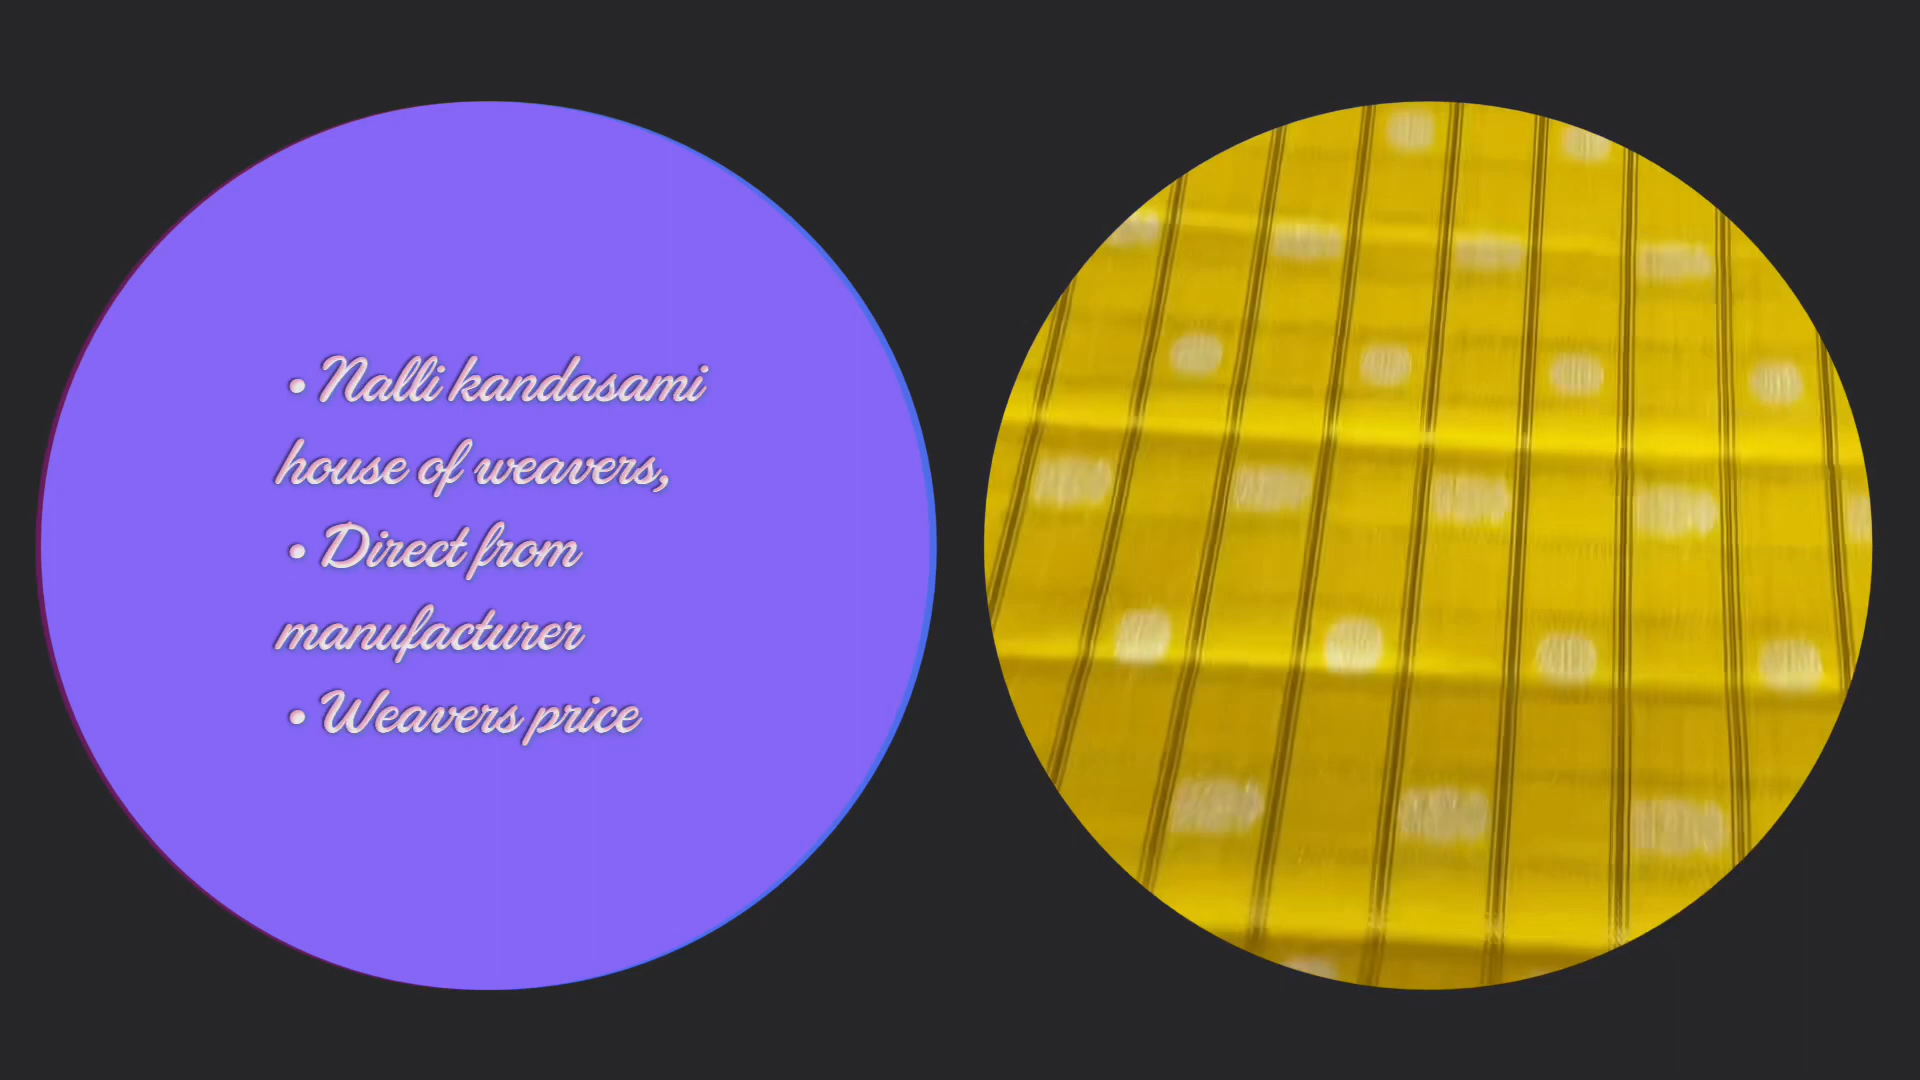 • Nalli kandasami
house of weavers,
• Direct from
manufacturer
• Weavers price